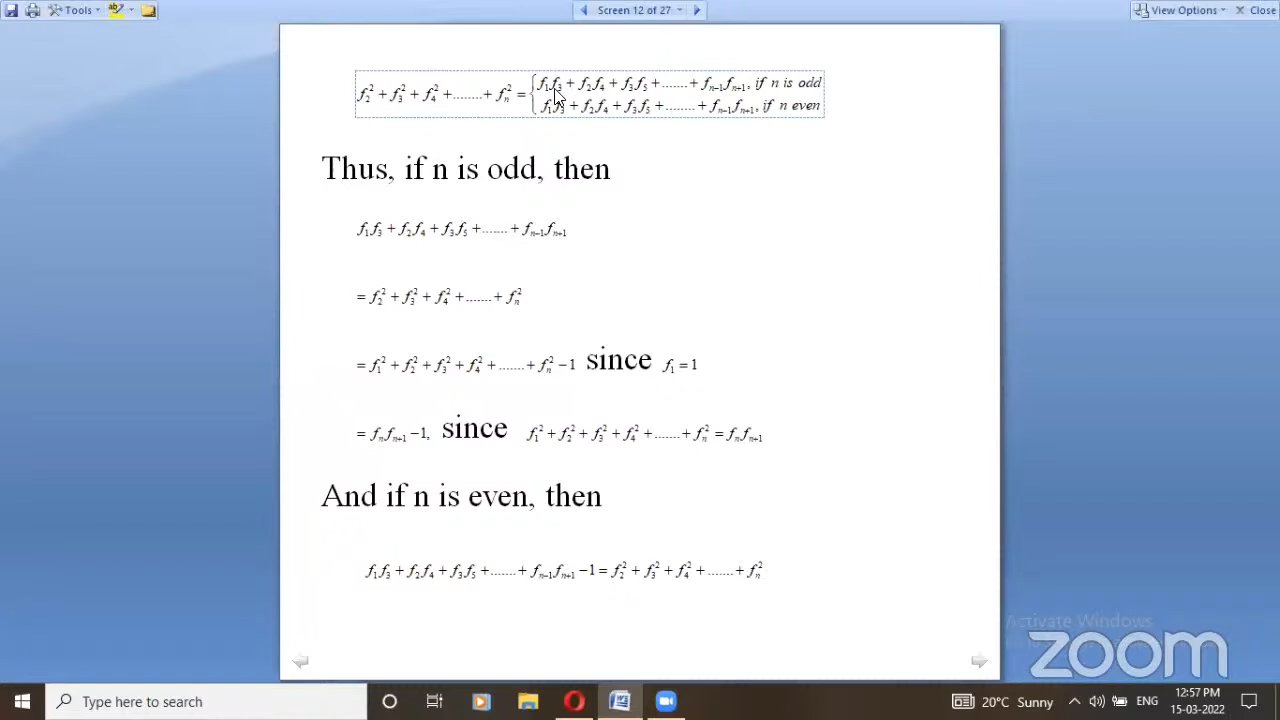 Tools
Screen 12 of 27
View Options
Close
f₂² + f₃² + f₄² + ........ + fₙ² = { f₁f₃ + f₂f₄ + f₃f₅ + ...... + fₙ₋₁fₙ₊₁, if n is odd
f₁f₃ + f₂f₄ + f₃f₅ + ........ + fₙ₋₁fₙ₊₁, if n even
Thus, if n is odd, then
f₁f₃ + f₂f₄ + f₃f₅ + ....... + fₙ₋₁fₙ₊₁
= f₂² + f₃² + f₄² + ....... + fₙ²
= f₁² + f₂² + f₃² + f₄² + ....... + fₙ² − 1 since f₁ = 1
= fₙfₙ₊₁ − 1, since f₁² + f₂² + f₃² + f₄² + ....... + fₙ² = fₙfₙ₊₁
And if n is even, then
f₁f₃ + f₂f₄ + f₃f₅ + ....... + fₙ₋₁fₙ₊₁ − 1 = f₂² + f₃² + f₄² + ....... + fₙ²
Activate Windows
zoom
Type here to search
20°C Sunny
ENG
12:57 PM
15-03-2022